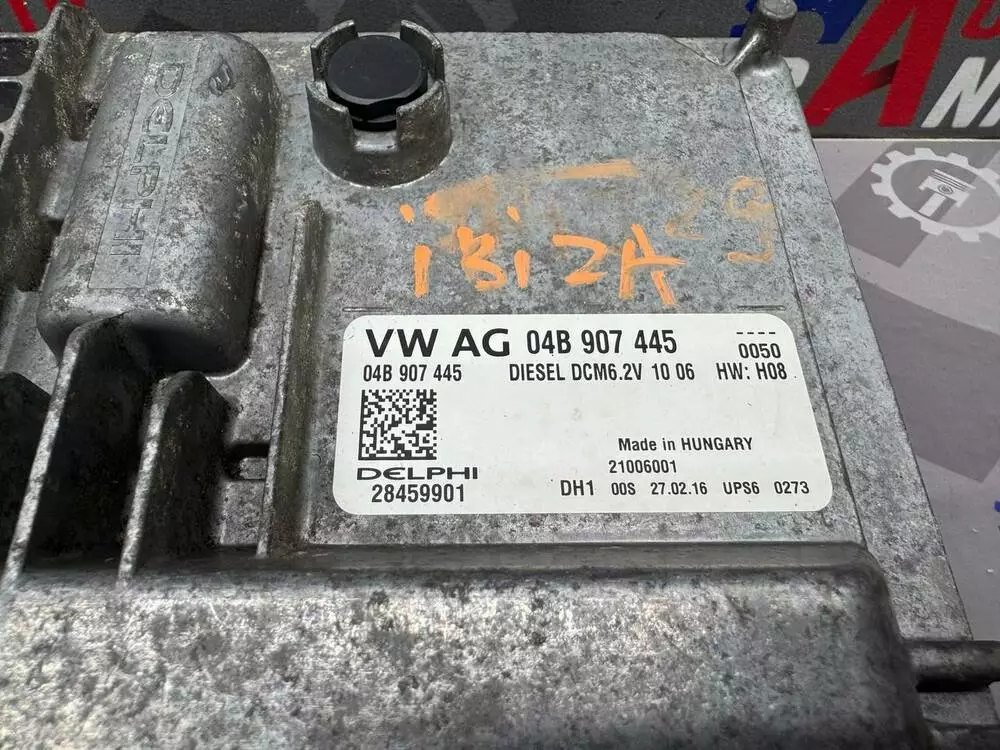 DELPHI
iBiZA 29
VW AG 04B 907 445 ----
0050
04B 907 445 DIESEL DCM6.2V 10 06 HW: H08
Made in HUNGARY
DELPHI 21006001
28459901 DH1 00S 27.02.16 UPS6 0273